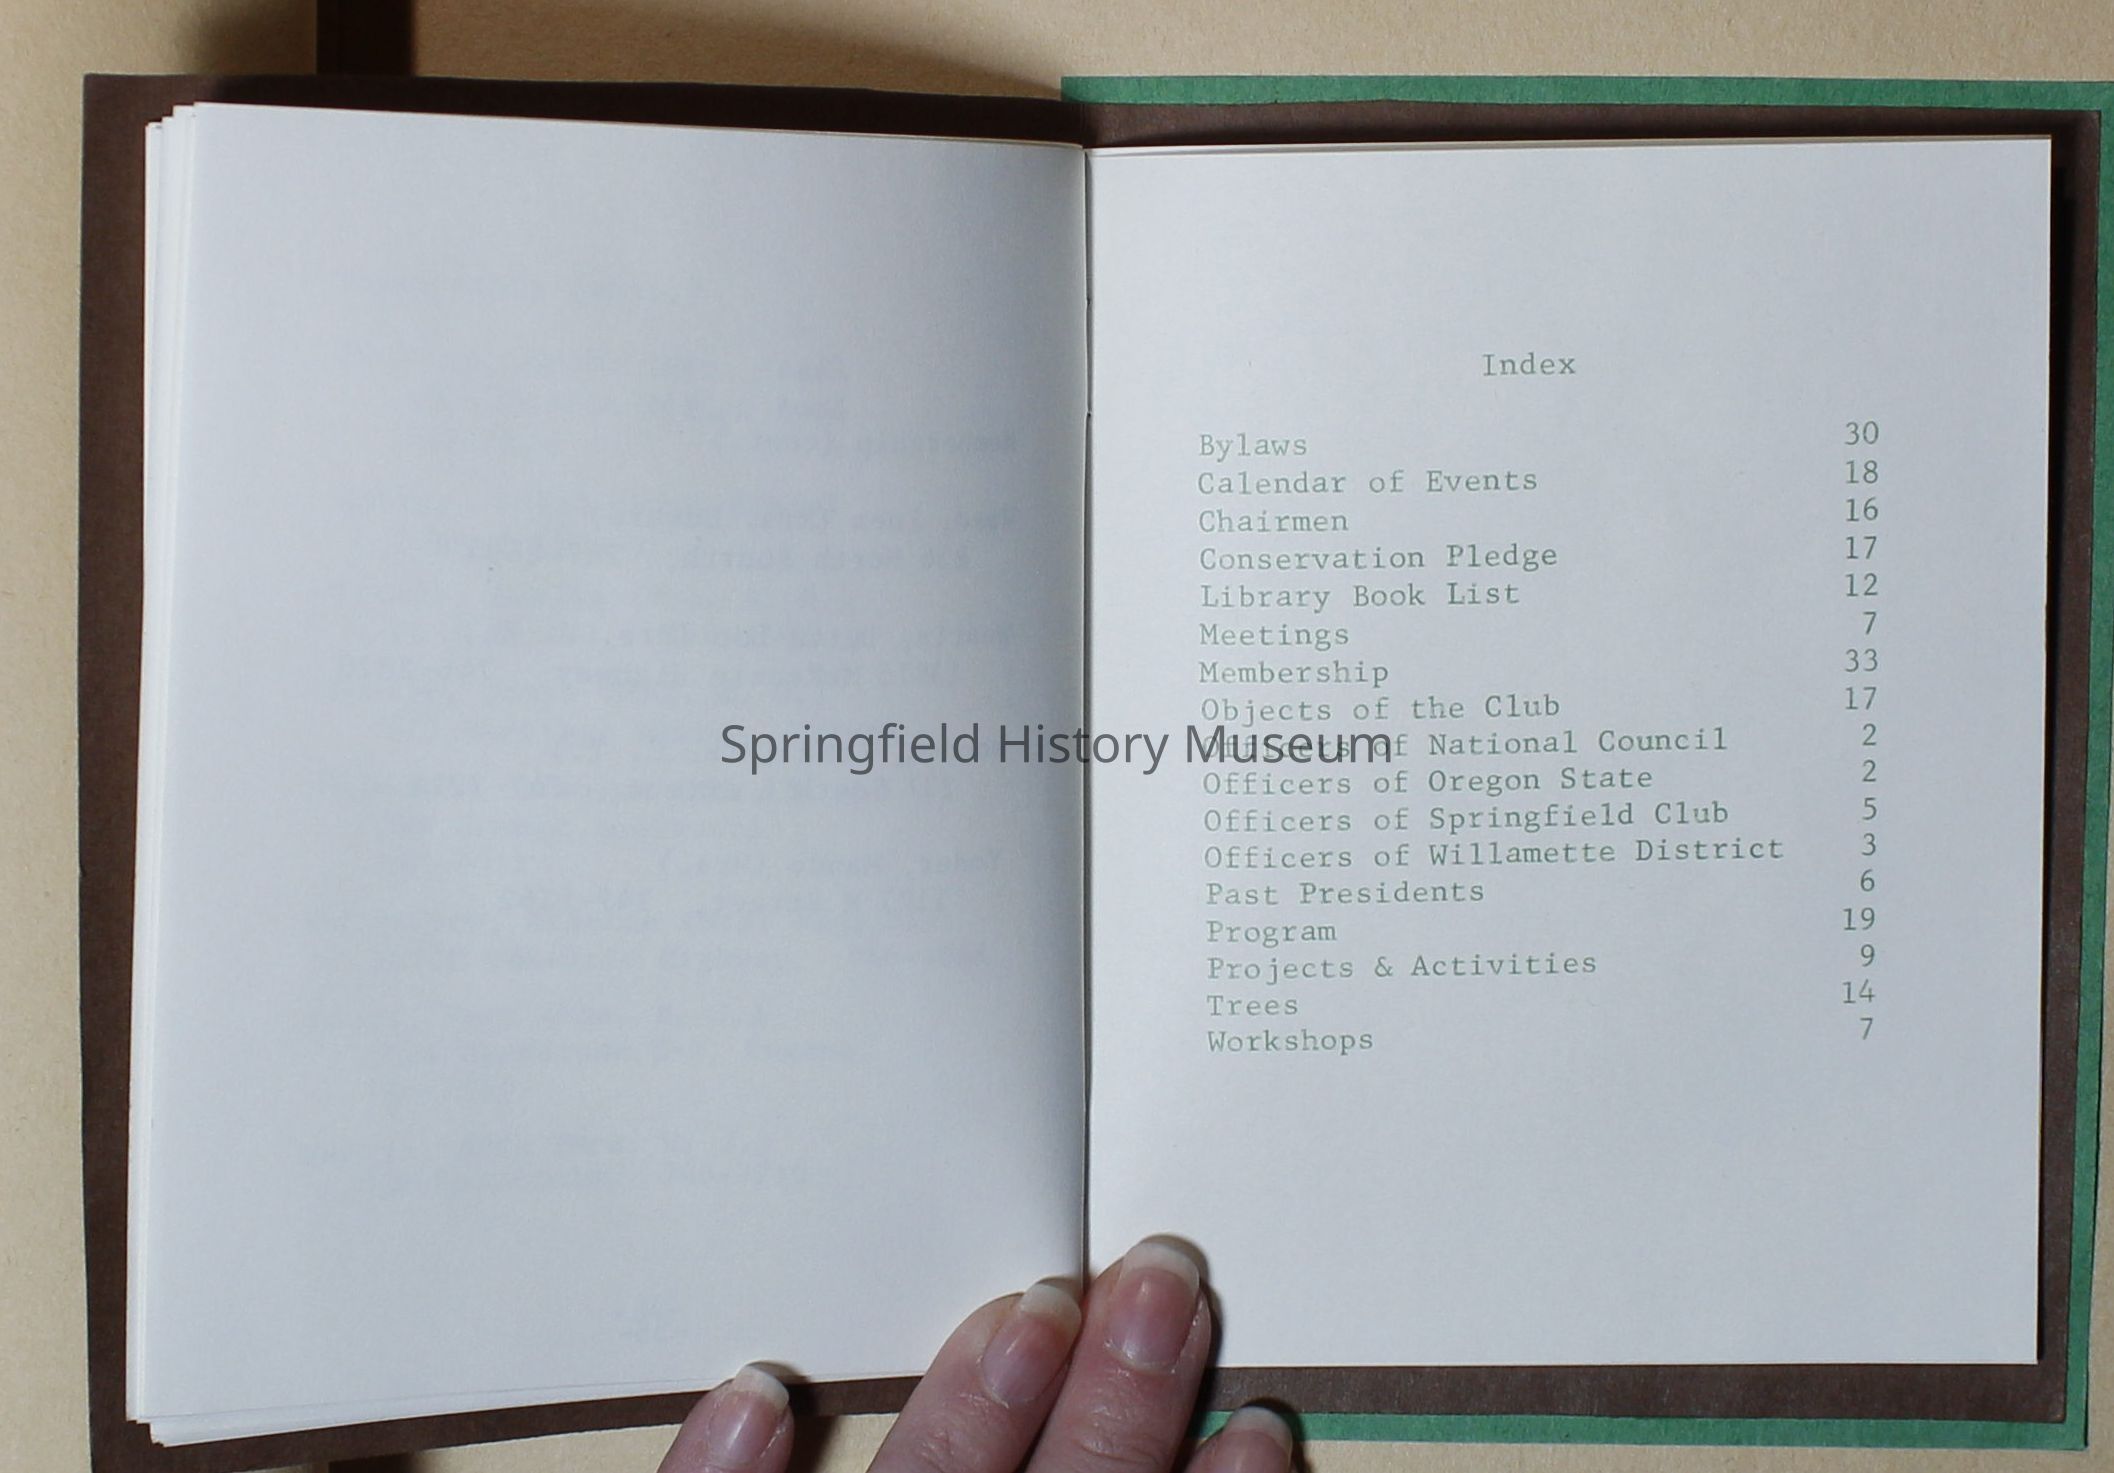 Index
Bylaws 30
Calendar of Events 18
Chairmen 16
Conservation Pledge 17
Library Book List 12
Meetings 7
Membership 33
Objects of the Club 17
Officers of National Council 2
Springfield History Museum
Officers of Oregon State 2
Officers of Springfield Club 5
Officers of Willamette District 3
Past Presidents 6
Program 19
Projects & Activities 9
Trees 14
Workshops 7